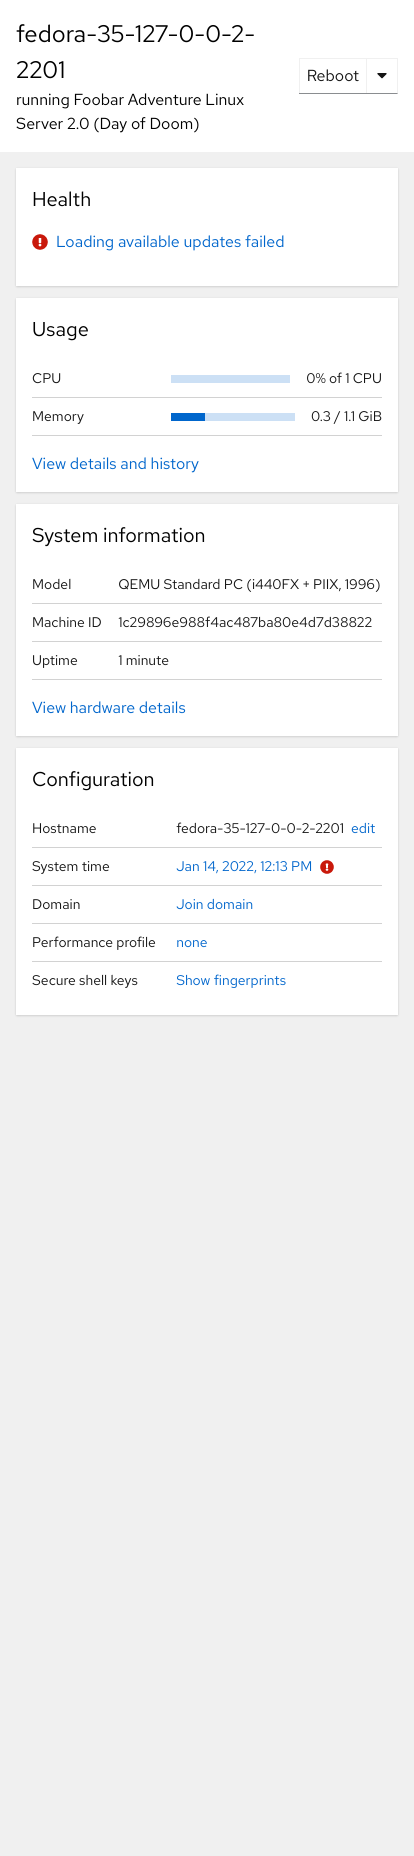 fedora-35-127-0-0-2-
2201
running Foobar Adventure Linux
Server 2.0 (Day of Doom)
Reboot
Health
Loading available updates failed
Usage
CPU 0% of 1 CPU
Memory 0.3 / 1.1 GiB
View details and history
System information
Model QEMU Standard PC (i440FX + PIIX, 1996)
Machine ID 1c29896e988f4ac487ba80e4d7d38822
Uptime 1 minute
View hardware details
Configuration
Hostname fedora-35-127-0-0-2-2201 edit
System time Jan 14, 2022, 12:13 PM
Domain Join domain
Performance profile none
Secure shell keys Show fingerprints